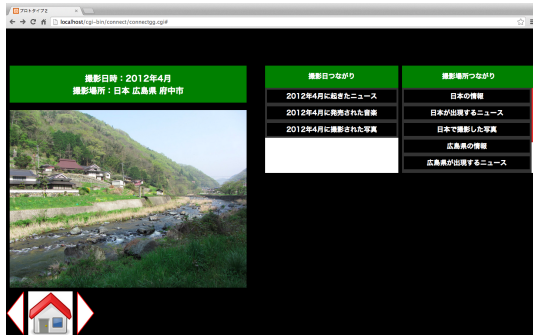 プロトタイプ2
localhost/cgi-bin/connect/connectgg.cgi#
撮影日時：2012年4月
撮影場所：日本 広島県 府中市
撮影日つながり
2012年4月に起きたニュース
2012年4月に発売された音楽
2012年4月に撮影された写真
撮影場所つながり
日本の情報
日本が出現するニュース
日本で撮影した写真
広島県の情報
広島県が出現するニュース